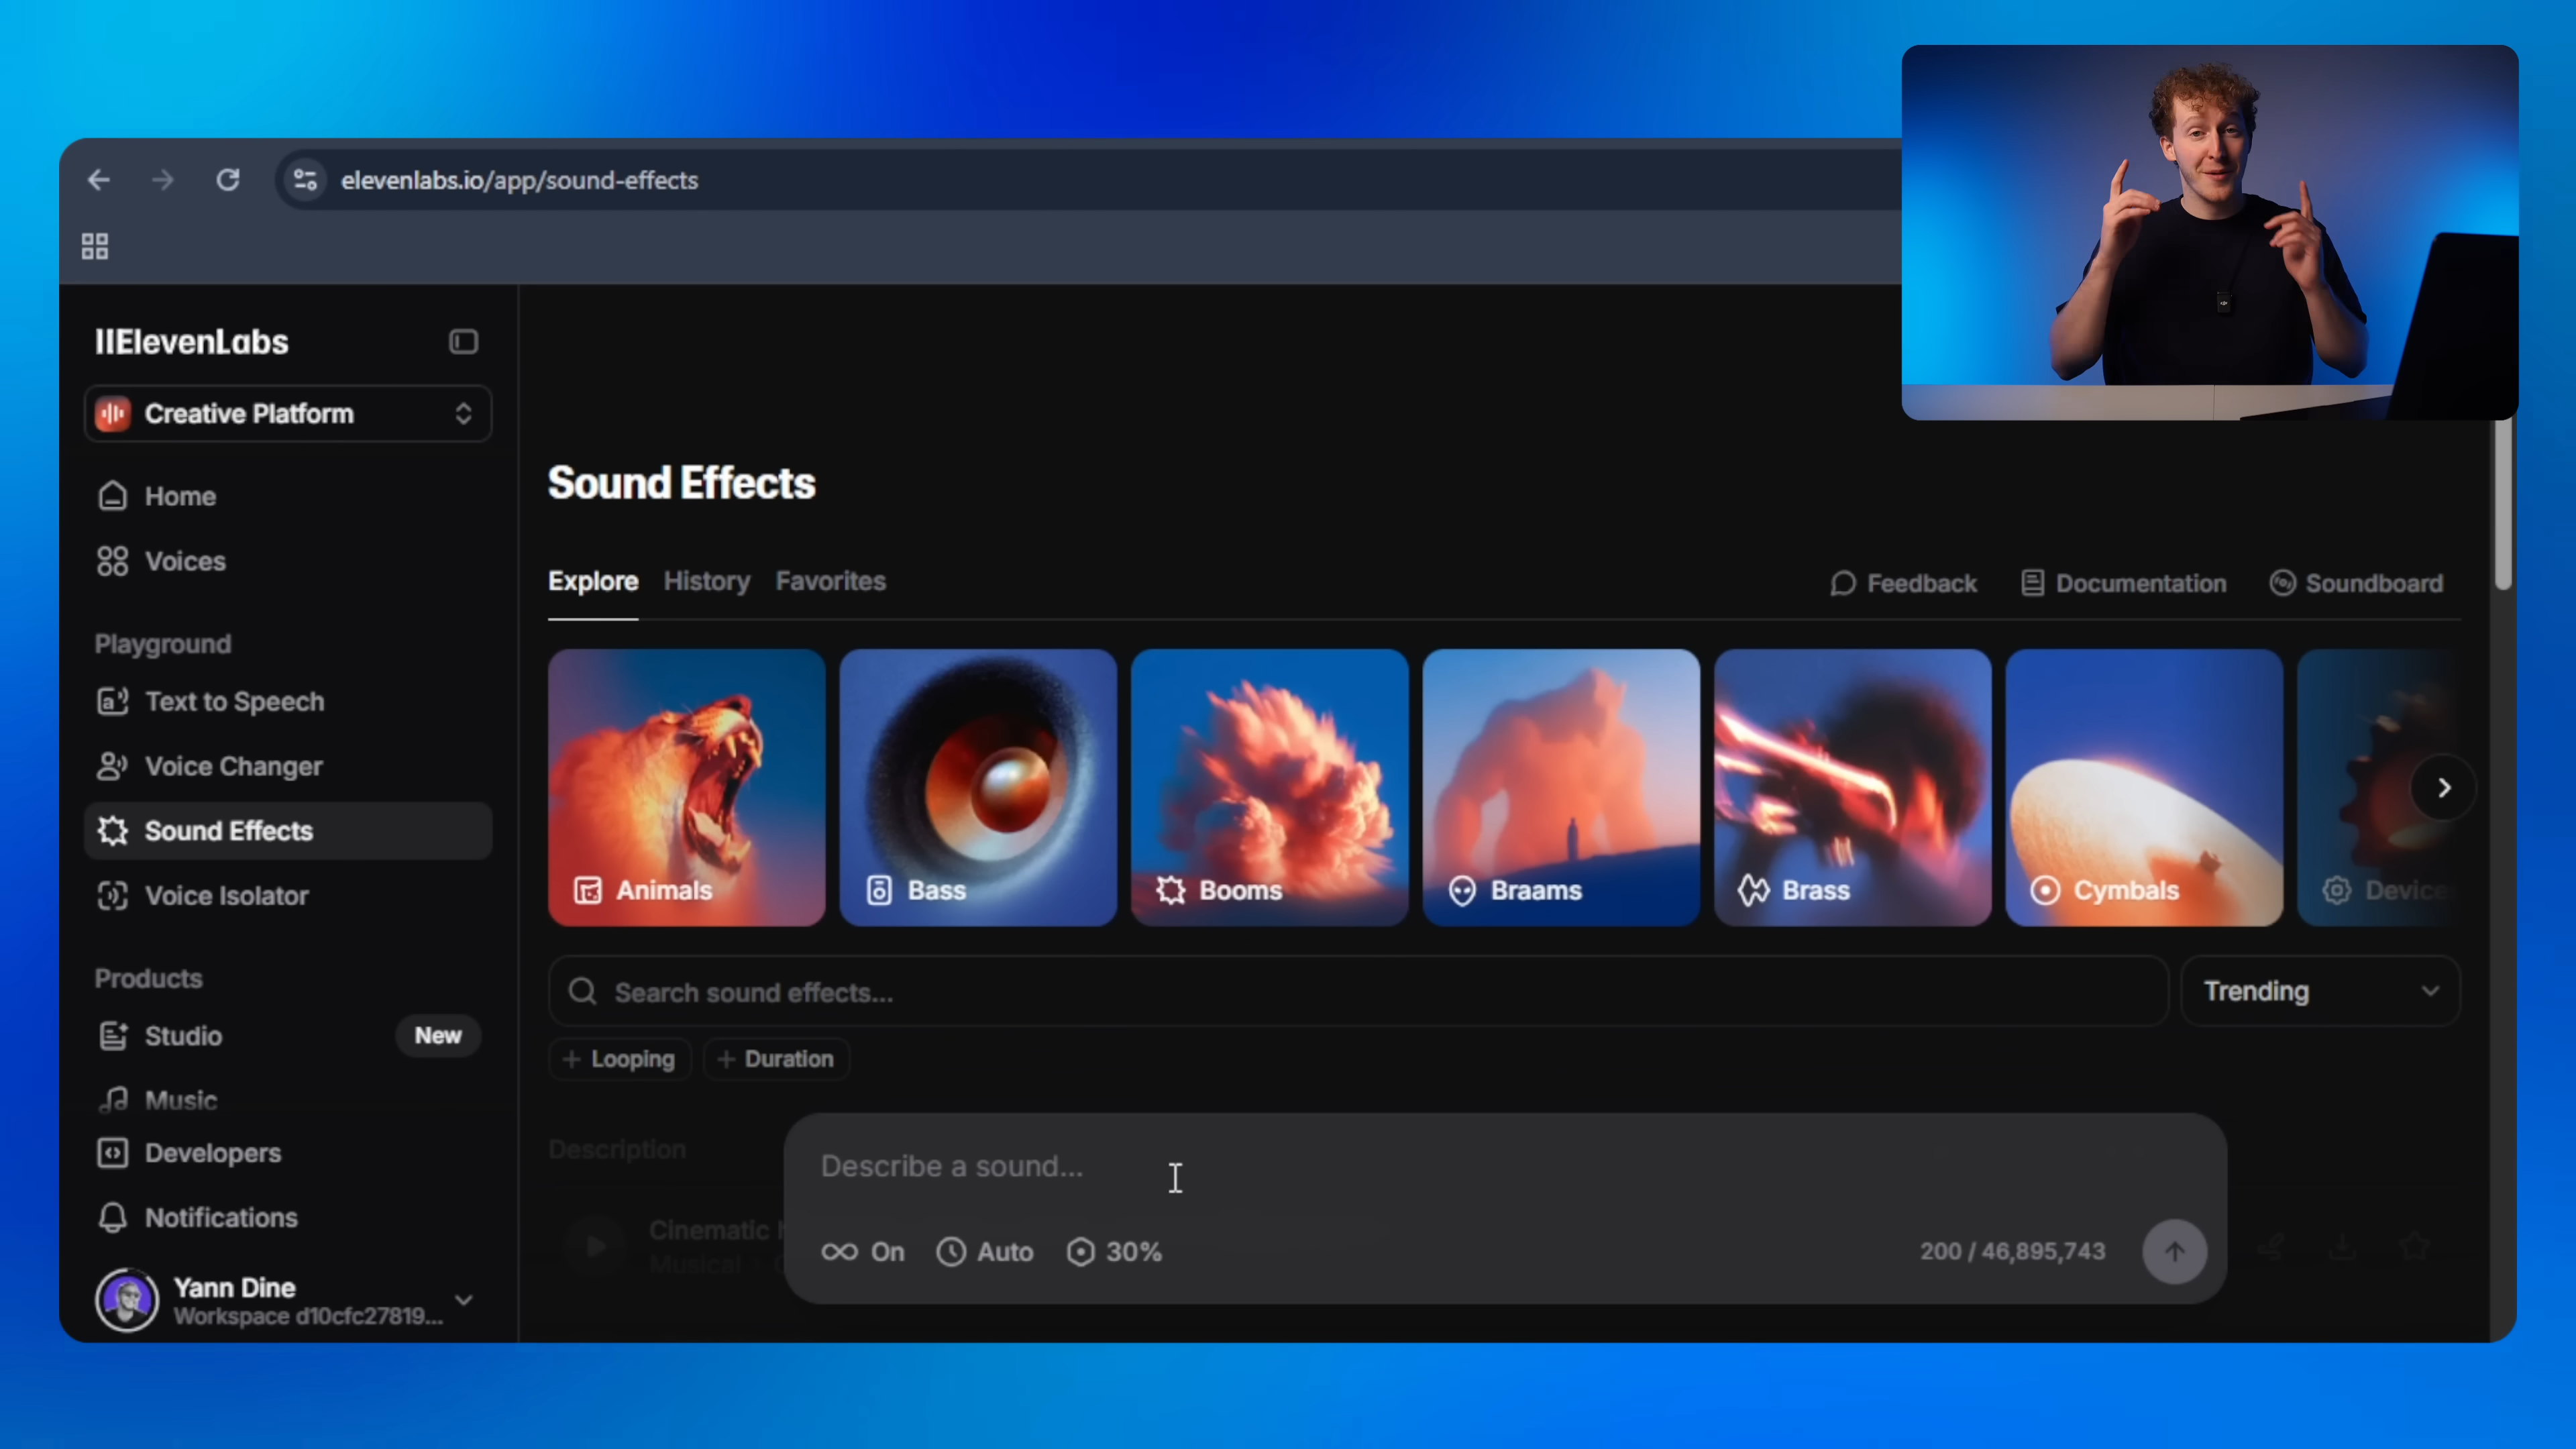 elevenlabs.io/app/sound-effects
IIElevenLabs
Creative Platform
Home
Voices
Playground
Text to Speech
Voice Changer
Sound Effects
Voice Isolator
Products
Studio New
Music
Developers
Notifications
Yann Dine
Workspace d10cfc27819...
Sound Effects
Explore History Favorites
Feedback Documentation Soundboard
Animals Bass Booms Braams Brass Cymbals Device
Search sound effects...
Trending
+ Looping + Duration
Description
Cinematic
Musical
Describe a sound...
On Auto 30%
200 / 46,895,743